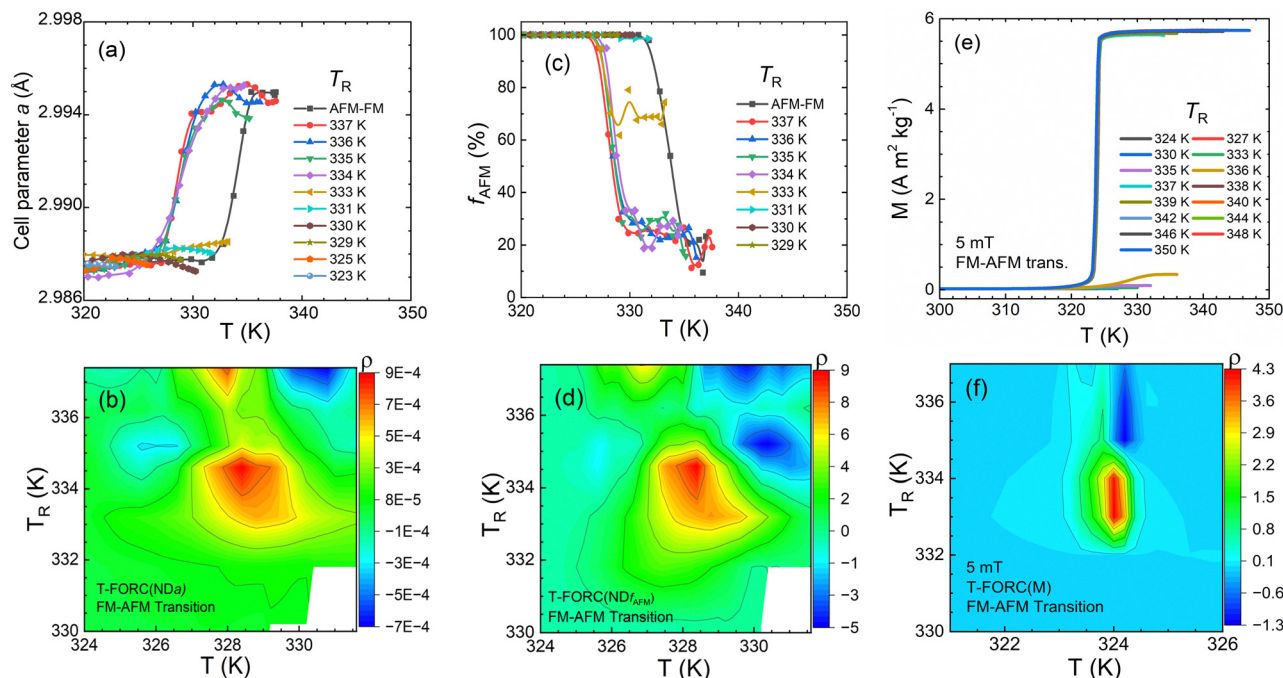 (a)
2.998
2.994
2.990
2.986
Cell parameter a (Å)
320 330 340 350
T (K)
T_R
AFM-FM
337 K
336 K
335 K
334 K
333 K
331 K
330 K
329 K
325 K
323 K
(c)
100
80
60
40
20
0
f_AFM (%)
320 330 340 350
T (K)
T_R
AFM-FM
337 K
336 K
335 K
334 K
333 K
331 K
330 K
329 K
(e)
6
4
2
0
M (A m² kg⁻¹)
300 310 320 330 340 350
T (K)
T_R
324 K 327 K
330 K 333 K
335 K 336 K
337 K 338 K
339 K 340 K
342 K 344 K
346 K 348 K
350 K
5 mT
FM-AFM trans.
(b)
336
334
332
330
T_R (K)
324 326 328 330
T (K)
T-FORC(NDa)
FM-AFM Transition
ρ
9E−4
7E−4
5E−4
3E−4
8E−5
-1E−4
-3E−4
-5E−4
-7E−4
(d)
336
334
332
330
T_R (K)
324 326 328 330
T (K)
T-FORC(NDf_AFM)
FM-AFM Transition
ρ
9
7
5
4
2
0
-2
-3
-5
(f)
336
334
332
330
T_R (K)
322 324 326
T (K)
5 mT
T-FORC(M)
FM-AFM Transition
ρ
4.3
3.6
2.9
2.2
1.5
0.8
0.1
-0.6
-1.3